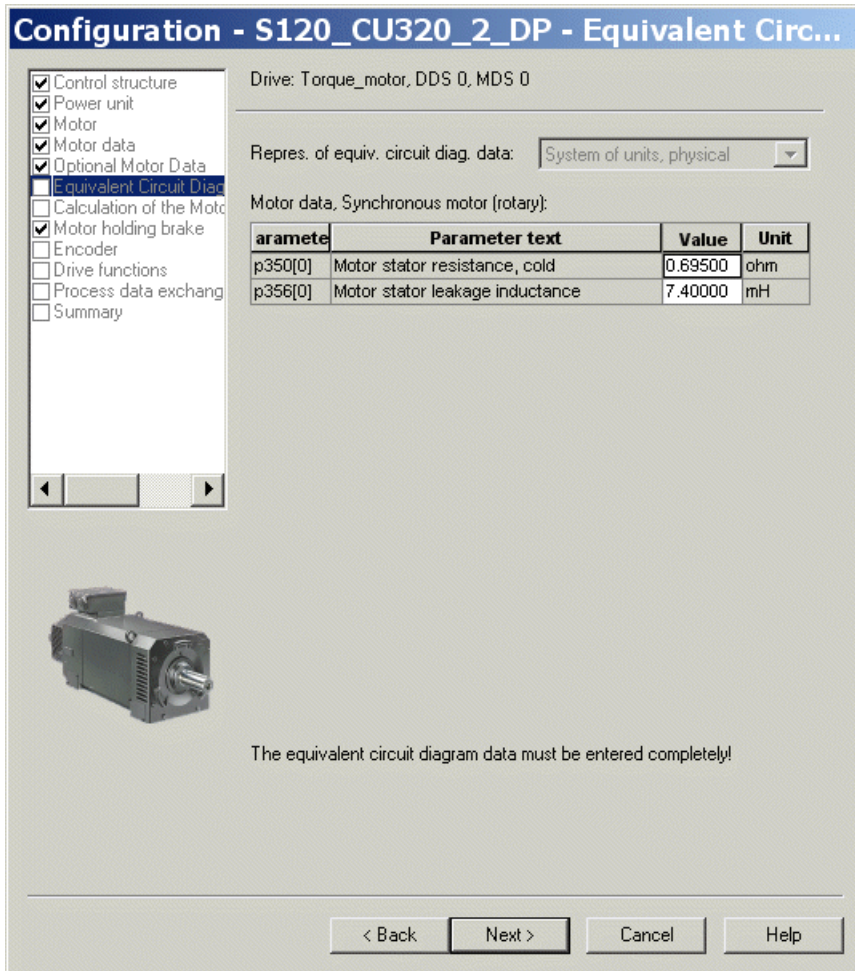 Configuration - S120_CU320_2_DP - Equivalent Circ...
Control structure
Power unit
Motor
Motor data
Optional Motor Data
Equivalent Circuit Diag
Calculation of the Moto
Motor holding brake
Encoder
Drive functions
Process data exchang
Summary
Drive: Torque_motor, DDS 0, MDS 0
Repres. of equiv. circuit diag. data: System of units, physical
Motor data, Synchronous motor (rotary):
aramete Parameter text Value Unit
p350[0] Motor stator resistance, cold 0.69500 ohm
p356[0] Motor stator leakage inductance 7.40000 mH
The equivalent circuit diagram data must be entered completely!
< Back Next > Cancel Help